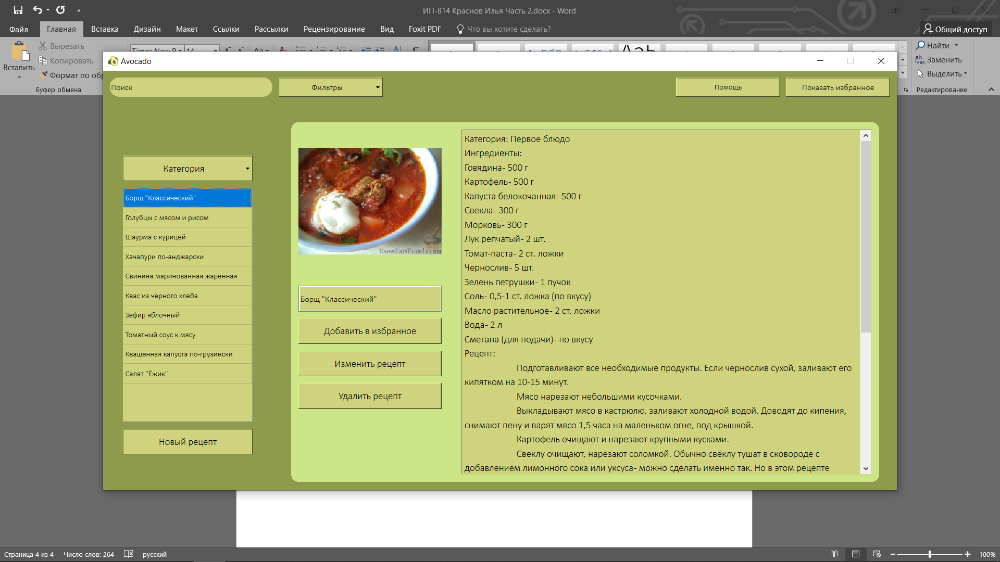 ИП-814 Краснов Илья Часть 2.docx - Word
Файл
Главная
Вставка
Дизайн
Макет
Ссылки
Рассылки
Рецензирование
Вид
Foxit PDF
Что вы хотите сделать?
Общий доступ
Вставить
Вырезать
Копировать
Формат по обр
Буфер обмена
Найти
Заменить
Выделить
Редактирование
Avocado
Поиск
Фильтры
Помощь
Показать избранное
Категория
Борщ "Классический"
Голубцы с мясом и рисом
Шаурма с курицей
Хачапури по-анджарски
Свинина маринованная жаренная
Квас из чёрного хлеба
Зефир яблочный
Томатный соус к мясу
Квашенная капуста по-грузински
Салат "Ёжик"
Новый рецепт
RussianFood.com
Борщ "Классический"
Добавить в избранное
Изменить рецепт
Удалить рецепт
Категория: Первое блюдо
Ингредиенты:
Говядина- 500 г
Картофель- 500 г
Капуста белокочанная- 500 г
Свекла- 300 г
Морковь- 300 г
Лук репчатый- 2 шт.
Томат-паста- 2 ст. ложки
Чернослив- 5 шт.
Зелень петрушки- 1 пучок
Соль- 0,5-1 ст. ложка (по вкусу)
Масло растительное- 2 ст. ложки
Вода- 2 л
Сметана (для подачи)- по вкусу
Рецепт:
Подготавливают все необходимые продукты. Если чернослив сухой, заливают его
кипятком на 10-15 минут.
Мясо нарезают небольшими кусочками.
Выкладывают мясо в кастрюлю, заливают холодной водой. Доводят до кипения,
снимают пену и варят мясо 1,5 часа на маленьком огне, под крышкой.
Картофель очищают и нарезают крупными кусками.
Свеклу очищают, нарезают соломкой. Обычно свёклу тушат в сковороде с
добавлением лимонного сока или уксуса- можно сделать именно так. Но в этом рецепте
Страница 4 из 4
Число слов: 264
русский
100%